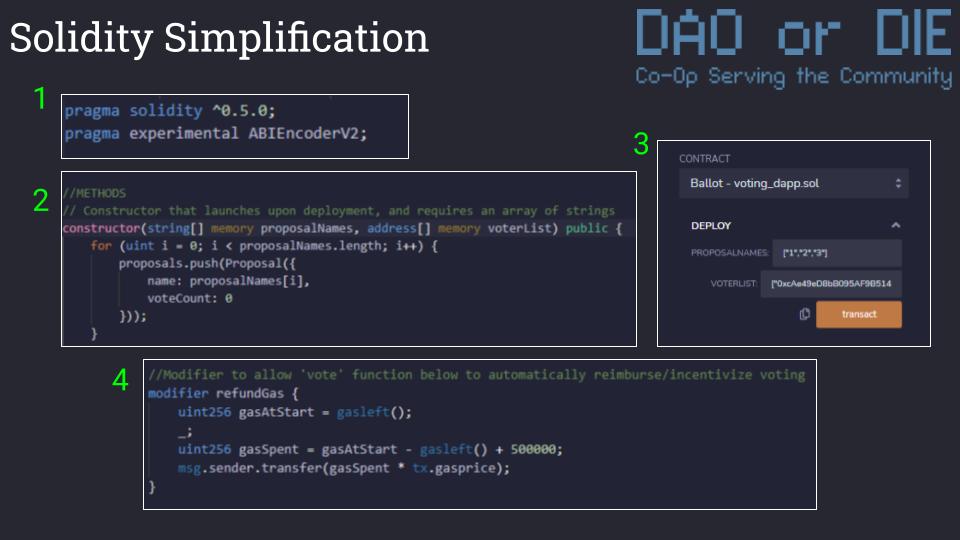 Solidity Simplification
DAO or DIE
Co-Op Serving the Community
1
pragma solidity ^0.5.0;
pragma experimental ABIEncoderV2;
2
//METHODS
// Constructor that launches upon deployment, and requires an array of strings
constructor(string[] memory proposalNames, address[] memory voterList) public {
for (uint i = 0; i < proposalNames.length; i++) {
proposals.push(Proposal({
name: proposalNames[i],
voteCount: 0
}));
}
3
CONTRACT
Ballot - voting_dapp.sol
DEPLOY
PROPOSALNAMES: ["1","2","3"]
VOTERLIST: ["0xcAe49eD8bB095AF9B514
transact
4
//Modifier to allow 'vote' function below to automatically reimburse/incentivize voting
modifier refundGas {
uint256 gasAtStart = gasleft();
_;
uint256 gasSpent = gasAtStart - gasleft() + 500000;
msg.sender.transfer(gasSpent * tx.gasprice);
}